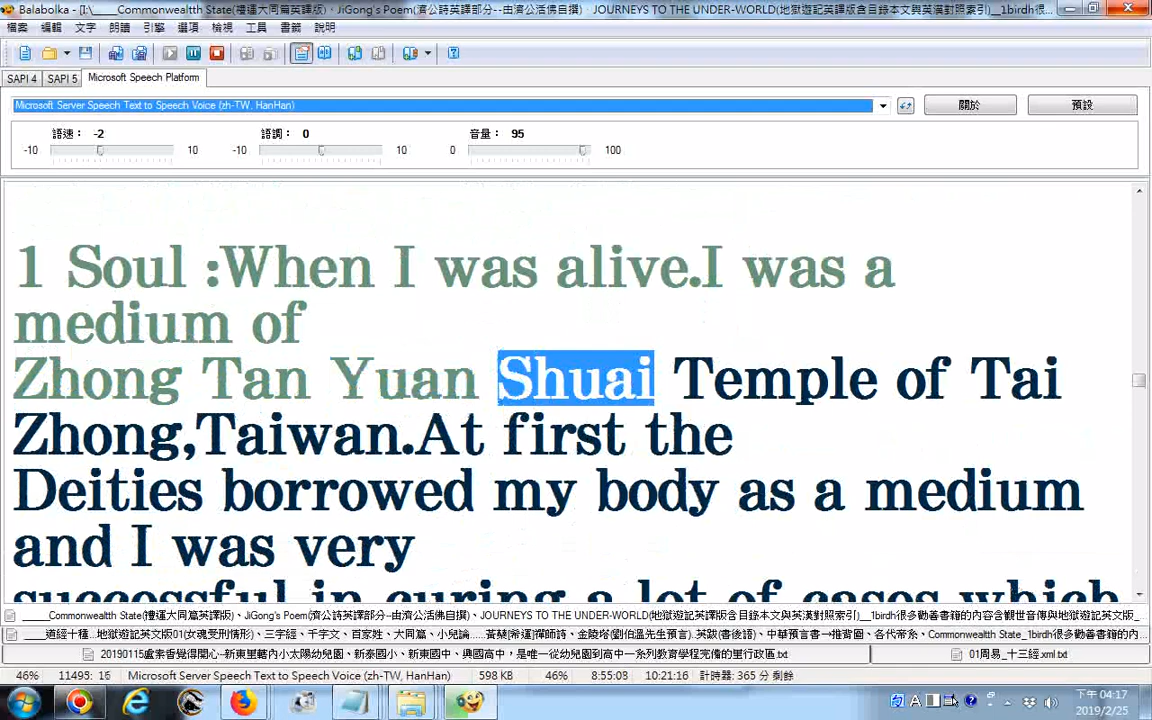 Balabolka - [I:\_____Commonwealtth State(禮運大同篇英譯版)、JiGong's Poem(濟公詩英譯部分--由濟公活佛自撰)、JOURNEYS TO THE UNDER-WORLD(地獄遊記英譯版含目錄本文與英漢對照索引)__1birdh很...
檔案 編輯 文字 朗讀 引擎 選項 檢視 工具 書籤 說明
SAPI 4 SAPI 5 Microsoft Speech Platform
Microsoft Server Speech Text to Speech Voice (zh-TW, HanHan) 關於 預設
語速： -2 語調： 0 音量： 95
-10 10 -10 10 0 100
1 Soul :When I was alive.I was a
medium of
Zhong Tan Yuan Shuai Temple of Tai
Zhong,Taiwan.At first the
Deities borrowed my body as a medium
and I was very
successful in curing a lot of cases which
_____Commonwealtth State(禮運大同篇英譯版)、JiGong's Poem(濟公詩英譯部分--由濟公活佛自撰)、JOURNEYS TO THE UNDER-WORLD(地獄遊記英譯版含目錄本文與英漢對照索引)__1birdh很多勸善書籍的內容含觀世音傳與地獄遊記英文版_
道經十種...地獄遊記英文版01(女魂受刑情形)、三字經、千字文、百家姓、大同篇、小兒論......黃蘗[希運]禪師詩、金陵塔(劉伯溫先生預言).英歎(書後語)、中華預言書—推背圖、各代帝系、Commonwealtth State_1birdh很多勸善書籍的內...
20190115盧素香覺得開心--新東里轄內小太陽幼兒園、新泰國小、新東國中、興國高中，是唯一從幼兒園到高中一系列教育學程完備的里行政區.txt 01周易_十三經.xml.txt
46% 11495: 16 Microsoft Server Speech Text to Speech Voice (zh-TW, HanHan) 598 KB 46% 8:55:08 10:21:16 計時器: 365 分 剩餘
下午 04:17
2019/2/25